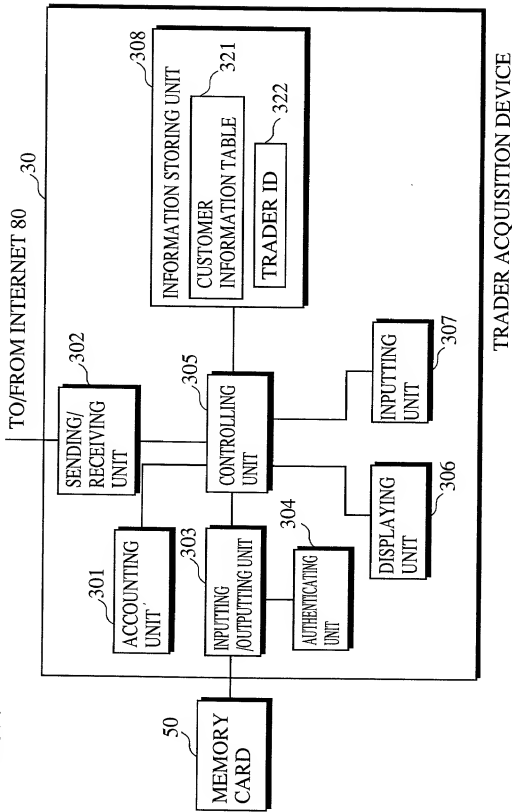 TO/FROM INTERNET 80
30
302
SENDING/
RECEIVING
UNIT
308
INFORMATION STORING UNIT
321
CUSTOMER
INFORMATION TABLE
322
TRADER ID
301
ACCOUNTING
UNIT
305
CONTROLLING
UNIT
303
INPUTTING
/OUTPUTTING UNIT
304
AUTHENTICATING
UNIT
50
MEMORY
CARD
306
DISPLAYING
UNIT
307
INPUTTING
UNIT
TRADER ACQUISITION DEVICE